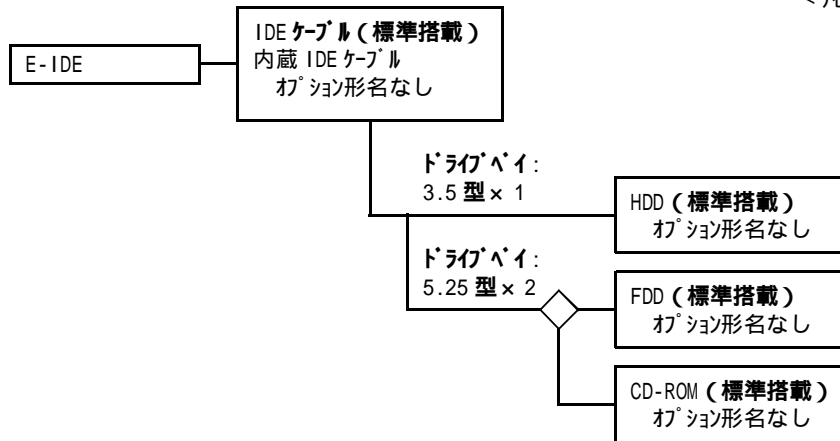 E-IDE
IDE ｹｰﾌﾞﾙ（標準搭載）
内蔵 IDE ｹｰﾌﾞﾙ
ｵﾌﾟｼｮﾝ形名なし
ﾄﾞﾗｲﾌﾞﾍﾞｲ:
3.5 型× 1
HDD（標準搭載）
ｵﾌﾟｼｮﾝ形名なし
ﾄﾞﾗｲﾌﾞﾍﾞｲ:
5.25 型× 2
FDD（標準搭載）
ｵﾌﾟｼｮﾝ形名なし
CD-ROM（標準搭載）
ｵﾌﾟｼｮﾝ形名なし